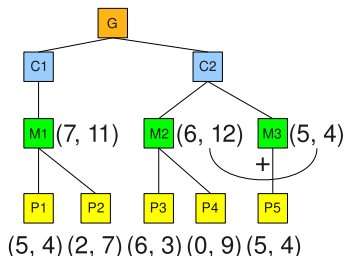 G
C1 C2
M1 (7, 11) M2 (6, 12) M3 (5, 4)
+
P1 P2 P3 P4 P5
(5, 4) (2, 7) (6, 3) (0, 9) (5, 4)